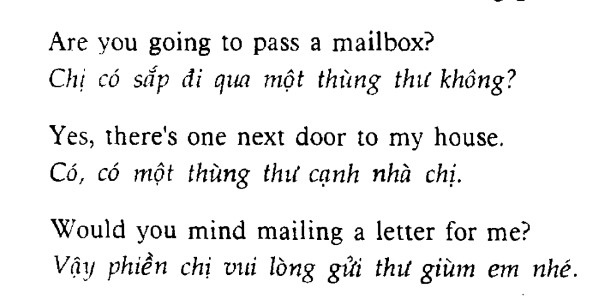 Are you going to pass a mailbox?
Chị có sắp đi qua một thùng thư không?
Yes, there's one next door to my house.
Có, có một thùng thư cạnh nhà chị.
Would you mind mailing a letter for me?
Vậy phiền chị vui lòng gửi thư giùm em nhé.